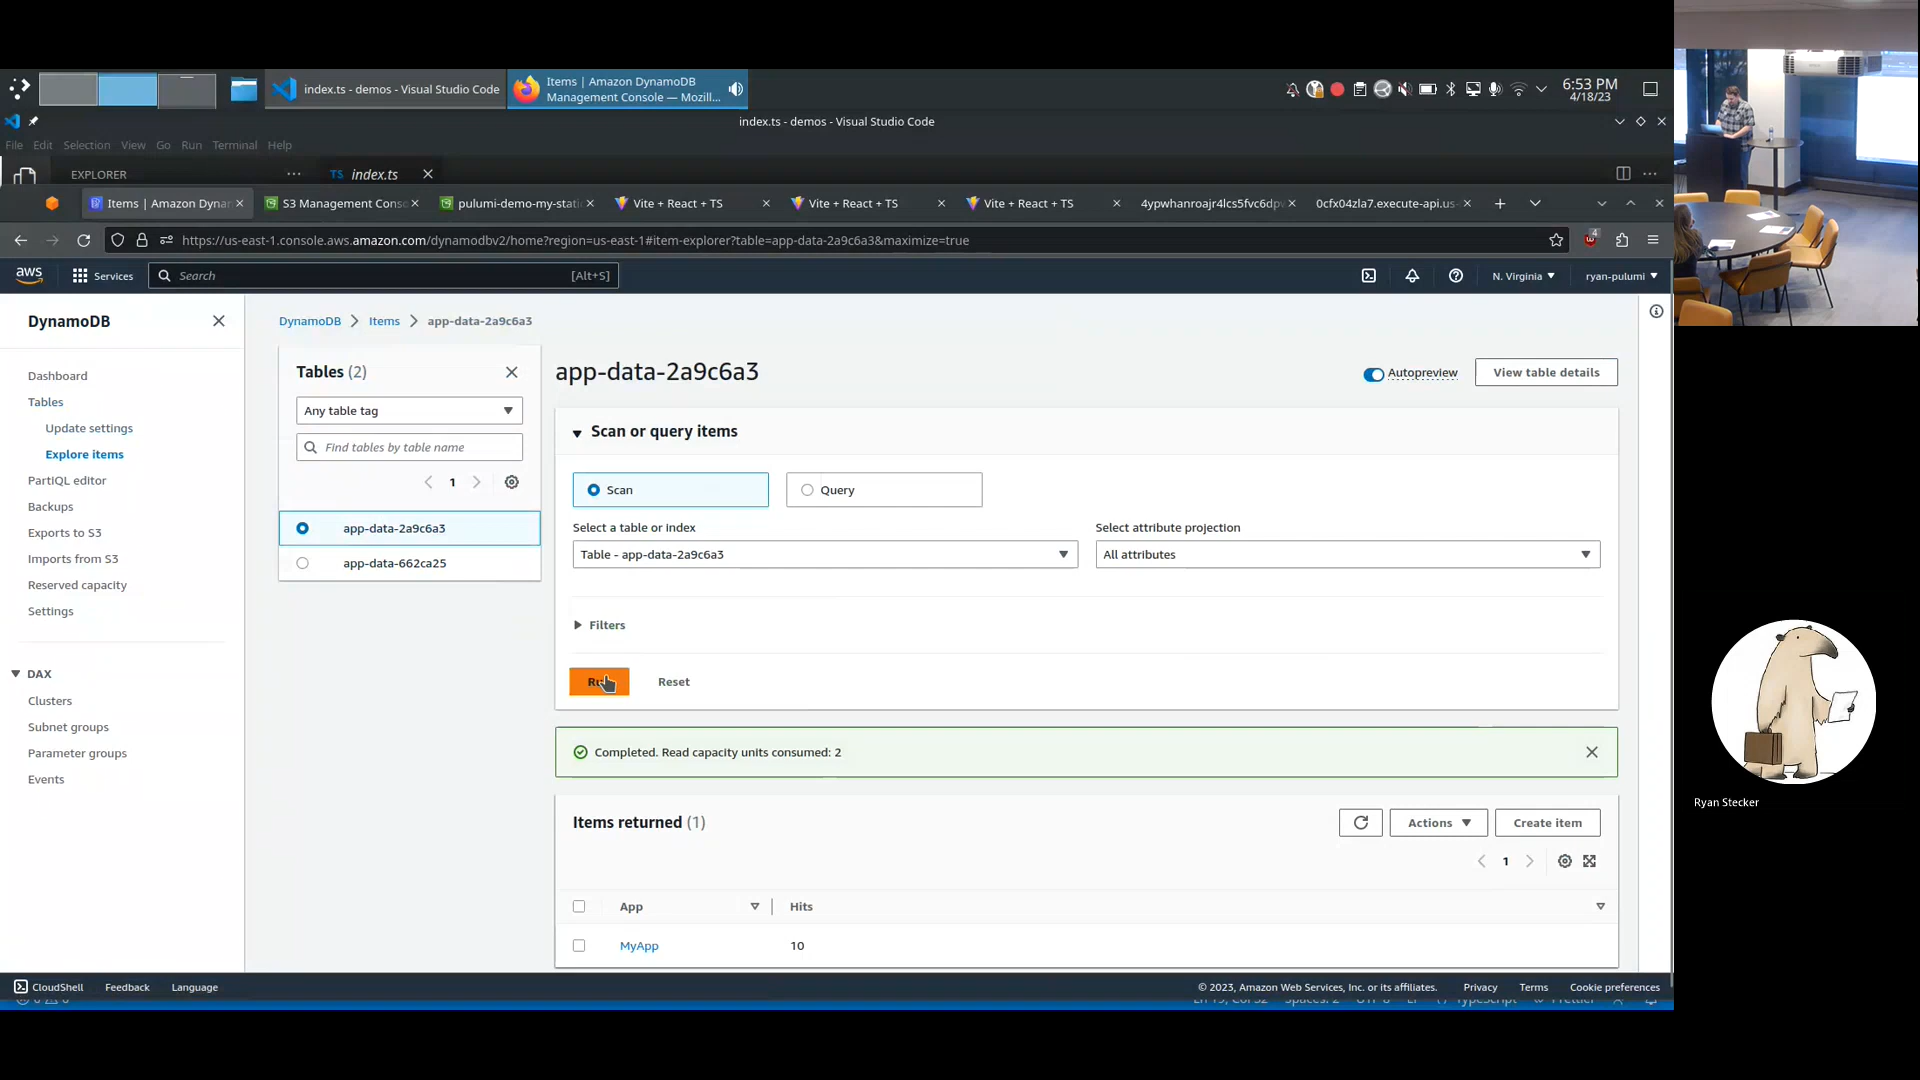 index.ts - demos - Visual Studio Code
Items | Amazon DynamoDB
Management Console — Mozill...
6:53 PM
4/18/23
index.ts - demos - Visual Studio Code
File Edit Selection View Go Run Terminal Help
EXPLORER
TS index.ts
Items | Amazon Dynar
S3 Management Conso
pulumi-demo-my-stati
Vite + React + TS
Vite + React + TS
Vite + React + TS
4ypwhanroajr4lcs5fvc6dpv
0cfx04zla7.execute-api.us-
https://us-east-1.console.aws.amazon.com/dynamodbv2/home?region=us-east-1#item-explorer?table=app-data-2a9c6a3&maximize=true
4
aws
Services
Search
[Alt+S]
N. Virginia
ryan-pulumi
DynamoDB
Dashboard
Tables
Update settings
Explore items
PartiQL editor
Backups
Exports to S3
Imports from S3
Reserved capacity
Settings
DAX
Clusters
Subnet groups
Parameter groups
Events
DynamoDB > Items > app-data-2a9c6a3
Tables (2)
Any table tag
Find tables by table name
1
app-data-2a9c6a3
app-data-662ca25
app-data-2a9c6a3
Autopreview
View table details
Scan or query items
Scan
Query
Select a table or index
Table - app-data-2a9c6a3
Select attribute projection
All attributes
Filters
Reset
Completed. Read capacity units consumed: 2
Items returned (1)
Actions
Create item
1
App
Hits
MyApp
10
CloudShell
Feedback
Language
© 2023, Amazon Web Services, Inc. or its affiliates.
Privacy
Terms
Cookie preferences
Ryan Stecker